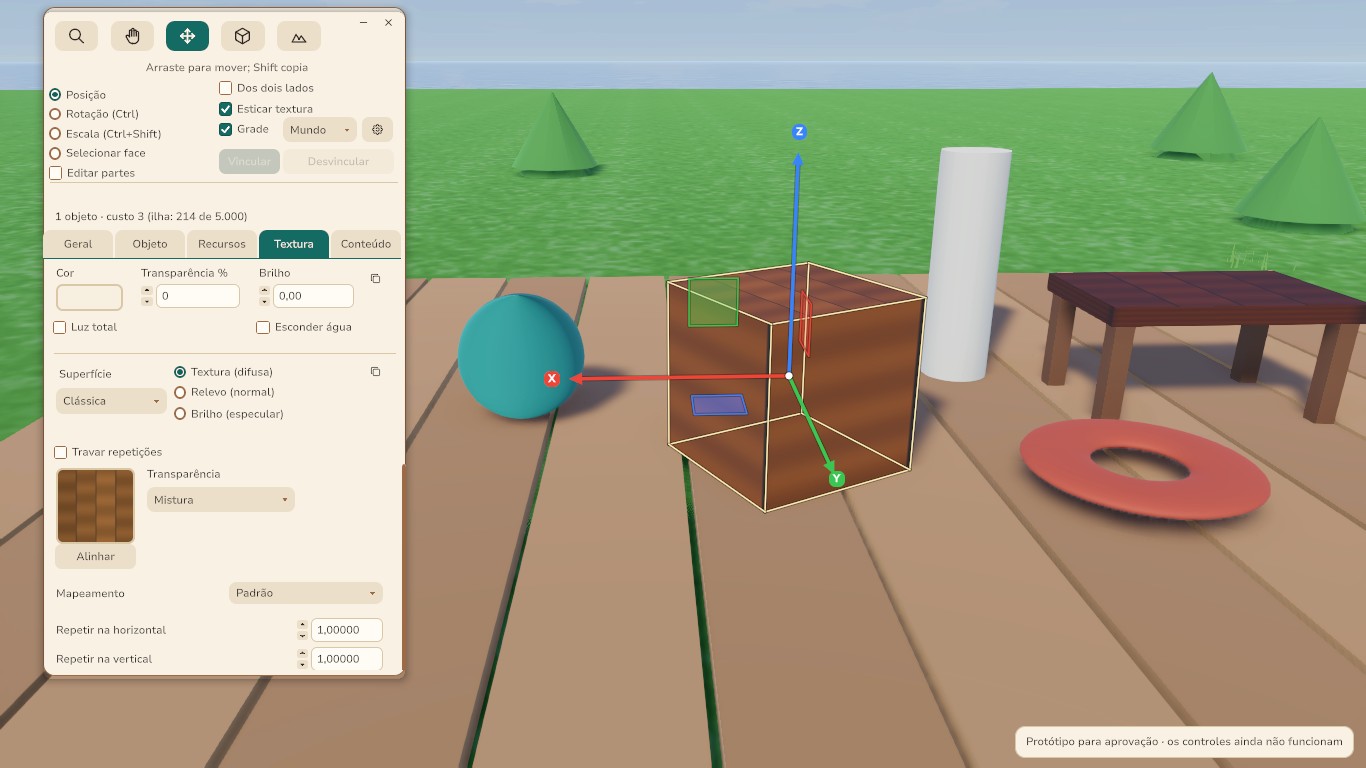 Arraste para mover; Shift copia
Posição
Rotação (Ctrl)
Escala (Ctrl+Shift)
Selecionar face
Editar partes
Dos dois lados
Esticar textura
Grade
Mundo
Vincular
Desvincular
1 objeto · custo 3 (ilha: 214 de 5.000)
Geral
Objeto
Recursos
Textura
Conteúdo
Cor
Transparência %
Brilho
0
0,00
Luz total
Esconder água
Superfície
Clássica
Textura (difusa)
Relevo (normal)
Brilho (especular)
Travar repetições
Transparência
Mistura
Alinhar
Mapeamento
Padrão
Repetir na horizontal
1,00000
Repetir na vertical
1,00000
Z
X
Y
Protótipo para aprovação · os controles ainda não funcionam